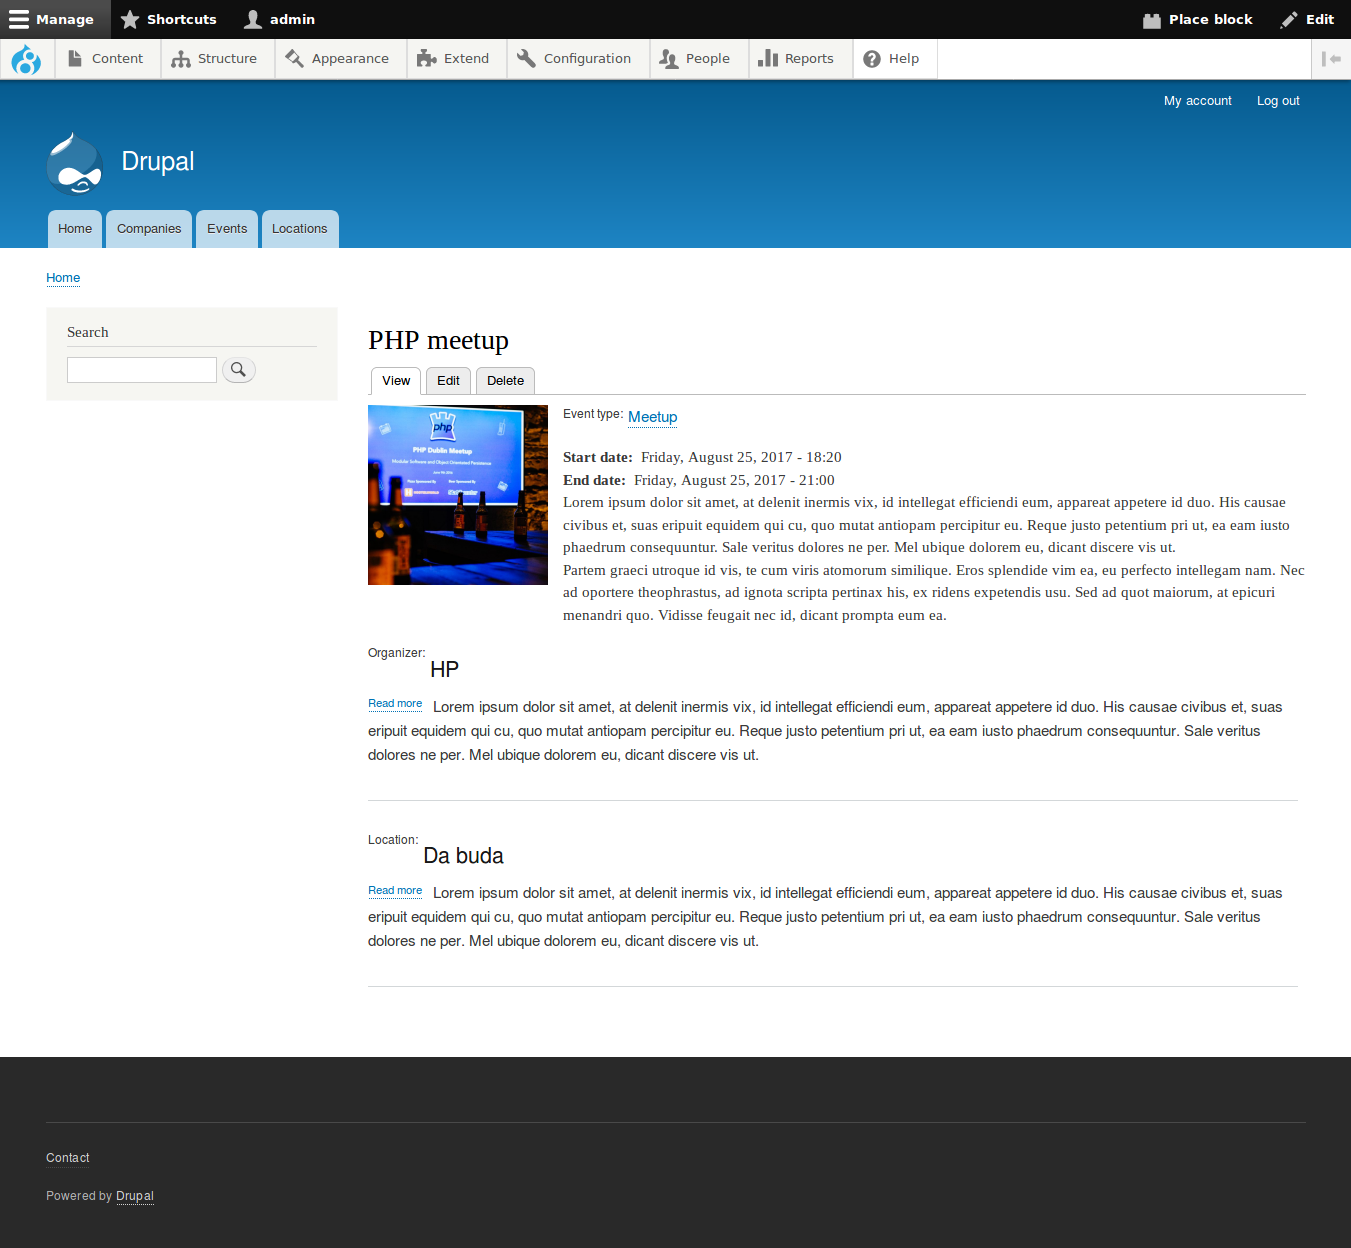 Manage
Shortcuts
admin
Place block
Edit
Content
Structure
Appearance
Extend
Configuration
People
Reports
Help
My account
Log out
Drupal
Home
Companies
Events
Locations
Home
Search
PHP meetup
View
Edit
Delete
php
PHP Dublin Meetup
Modular Software and Object Orientated Persistence
Event type: Meetup
Start date: Friday, August 25, 2017 - 18:20
End date: Friday, August 25, 2017 - 21:00
Lorem ipsum dolor sit amet, at delenit inermis vix, id intellegat efficiendi eum, appareat appetere id duo. His causae
civibus et, suas eripuit equidem qui cu, quo mutat antiopam percipitur eu. Reque justo petentium pri ut, ea eam iusto
phaedrum consequuntur. Sale veritus dolores ne per. Mel ubique dolorem eu, dicant discere vis ut.
Partem graeci utroque id vis, te cum viris atomorum similique. Eros splendide vim ea, eu perfecto intellegam nam. Nec
ad oportere theophrastus, ad ignota scripta pertinax his, ex ridens expetendis usu. Sed ad quot maiorum, at epicuri
menandri quo. Vidisse feugait nec id, dicant prompta eum ea.
Organizer:
HP
Read more Lorem ipsum dolor sit amet, at delenit inermis vix, id intellegat efficiendi eum, appareat appetere id duo. His causae civibus et, suas
eripuit equidem qui cu, quo mutat antiopam percipitur eu. Reque justo petentium pri ut, ea eam iusto phaedrum consequuntur. Sale veritus
dolores ne per. Mel ubique dolorem eu, dicant discere vis ut.
Location:
Da buda
Read more Lorem ipsum dolor sit amet, at delenit inermis vix, id intellegat efficiendi eum, appareat appetere id duo. His causae civibus et, suas
eripuit equidem qui cu, quo mutat antiopam percipitur eu. Reque justo petentium pri ut, ea eam iusto phaedrum consequuntur. Sale veritus
dolores ne per. Mel ubique dolorem eu, dicant discere vis ut.
Contact
Powered by Drupal